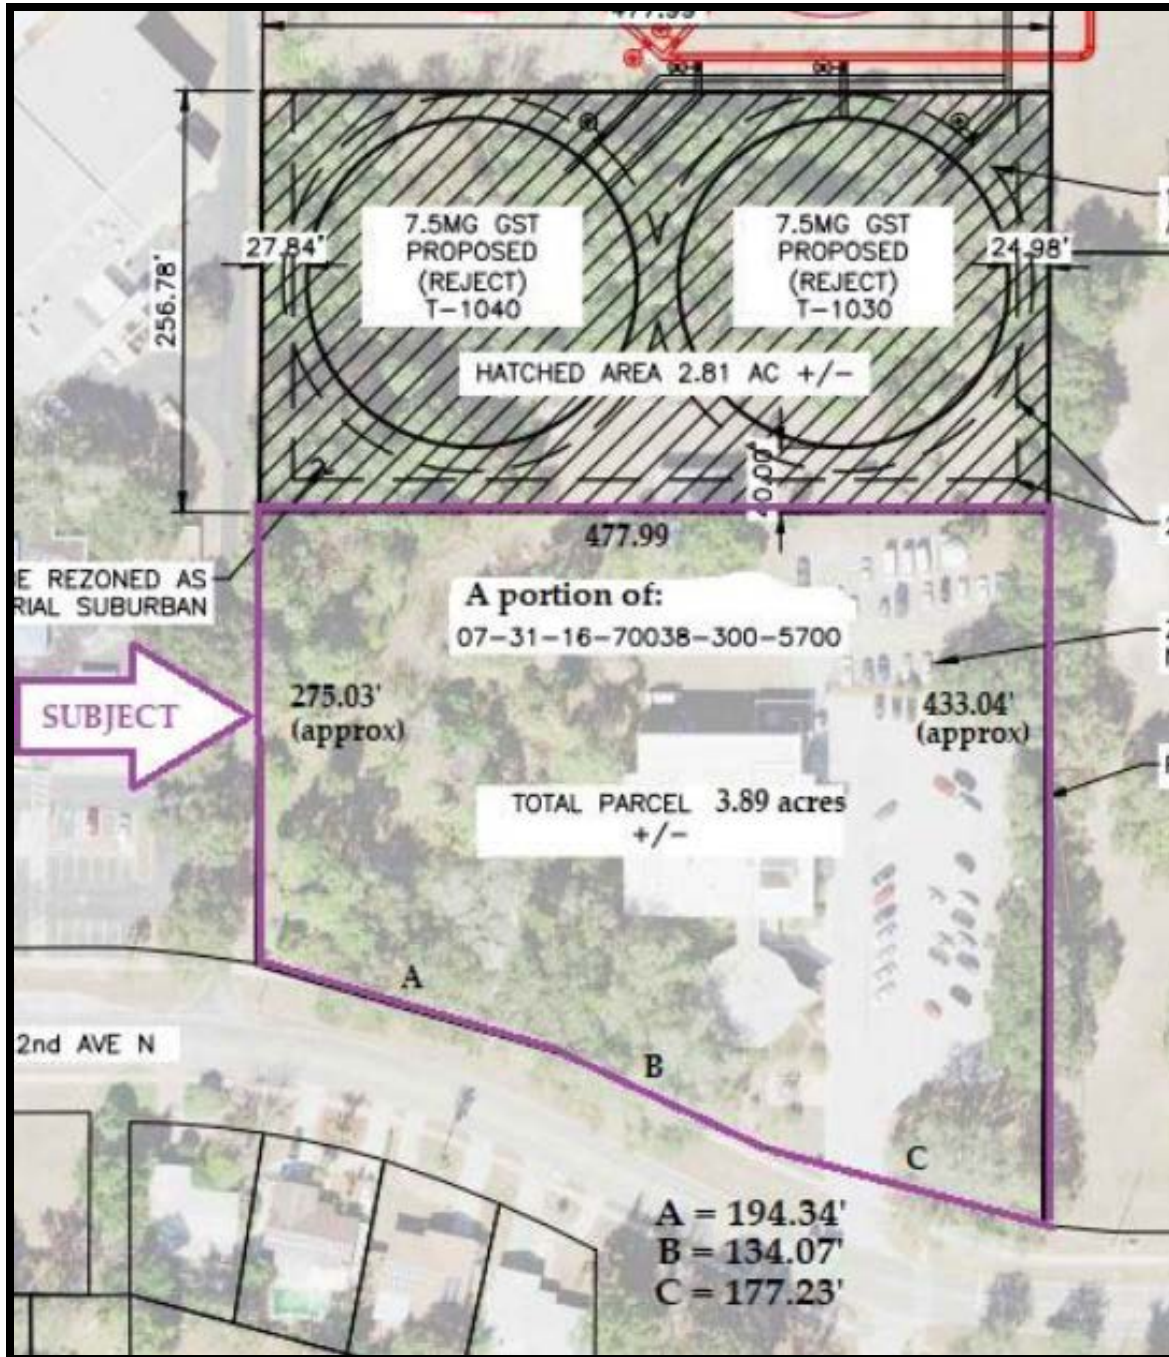 27.84'
256.78'
7.5MG GST
PROPOSED
(REJECT)
T-1040
7.5MG GST
PROPOSED
(REJECT)
T-1030
24.98'
HATCHED AREA 2.81 AC +/-
20.00'
477.99
E REZONED AS
RIAL SUBURBAN
A portion of:
07-31-16-70038-300-5700
SUBJECT
275.03'
(approx)
433.04'
(approx)
TOTAL PARCEL 3.89 acres
+/-
A
2nd AVE N
B
C
A = 194.34'
B = 134.07'
C = 177.23'